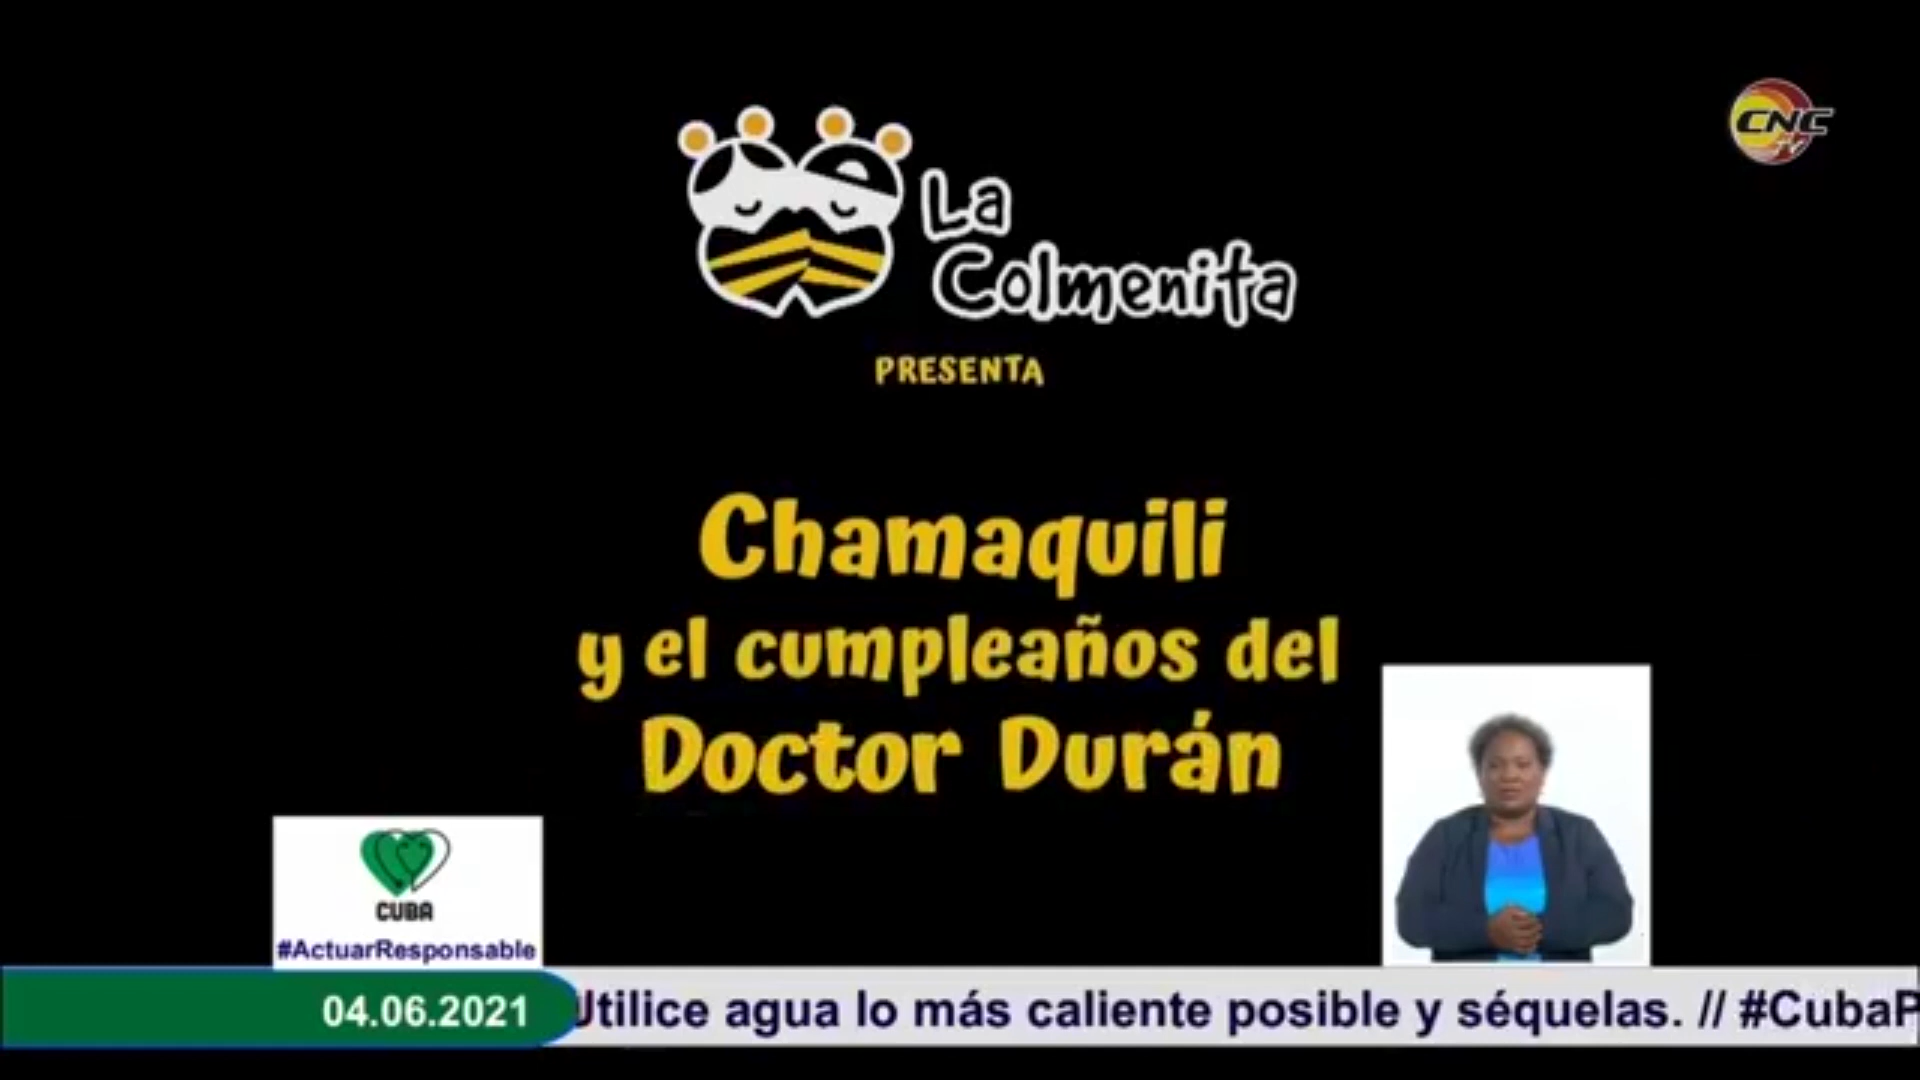 CNC
tv
La
Colmenita
PRESENTA
Chamaquili
y el cumpleaños del
Doctor Durán
CUBA
#ActuarResponsable
04.06.2021
Utilice agua lo más caliente posible y séquelas. // #CubaP